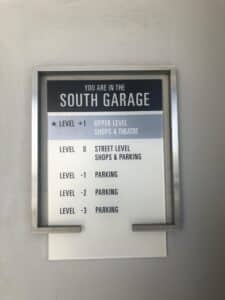 YOU ARE IN THE
SOUTH GARAGE
★ LEVEL +1 UPPER LEVEL
SHOPS & THEATRE
LEVEL 0 STREET LEVEL
SHOPS & PARKING
LEVEL -1 PARKING
LEVEL -2 PARKING
LEVEL -3 PARKING